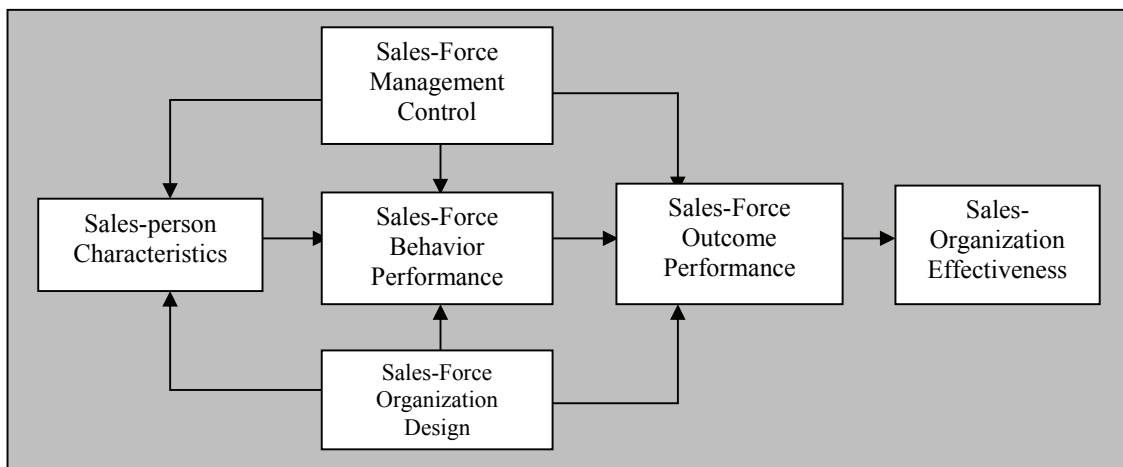 Sales-Force
Management
Control
Sales-person
Characteristics
Sales-Force
Behavior
Performance
Sales-Force
Outcome
Performance
Sales-
Organization
Effectiveness
Sales-Force
Organization
Design